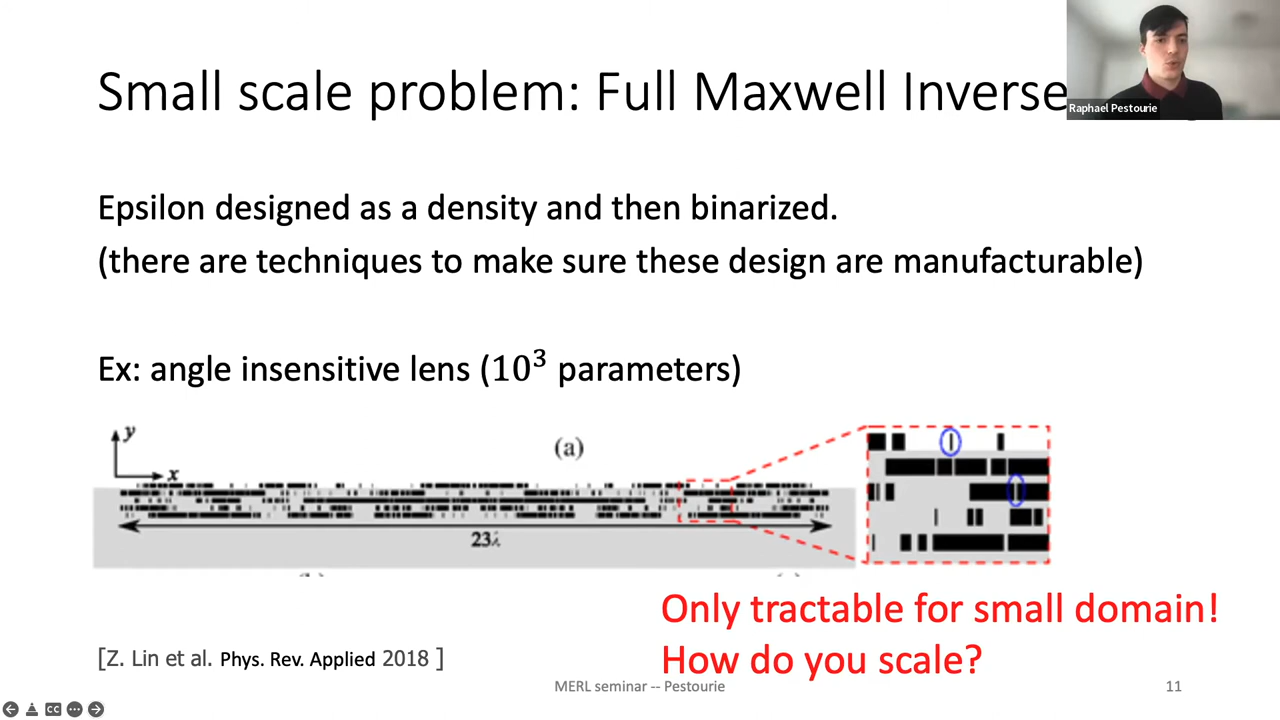 Small scale problem: Full Maxwell Inverse
Raphael Pestourie
Epsilon designed as a density and then binarized.
(there are techniques to make sure these design are manufacturable)
Ex: angle insensitive lens (10³ parameters)
y
(a)
x
23λ
Only tractable for small domain!
How do you scale?
[Z. Lin et al. Phys. Rev. Applied 2018 ]
MERL seminar -- Pestourie
11
CC